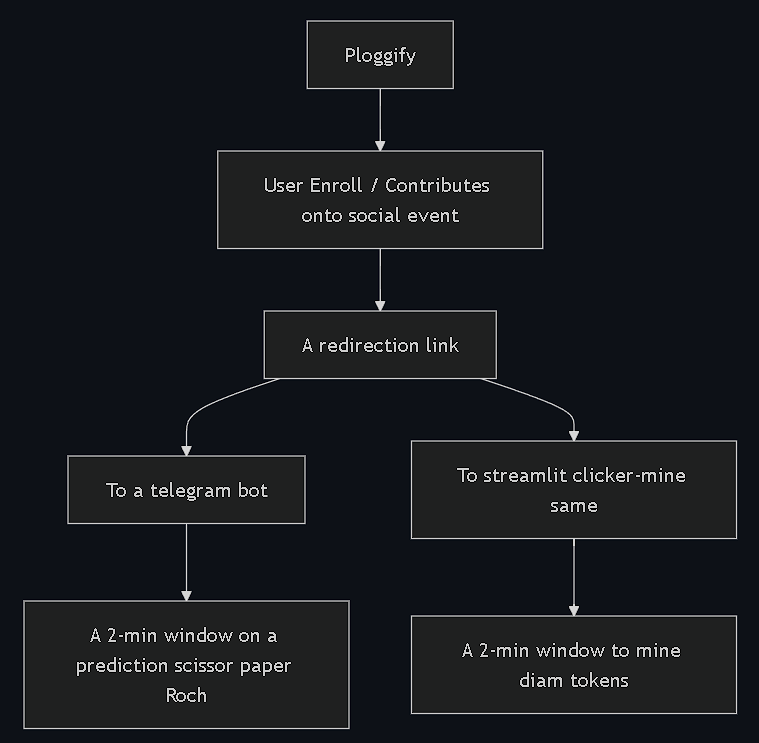 Ploggify
User Enroll / Contributes
onto social event
A redirection link
To a telegram bot
To streamlit clicker-mine
same
A 2-min window on a
prediction scissor paper
Roch
A 2-min window to mine
diam tokens